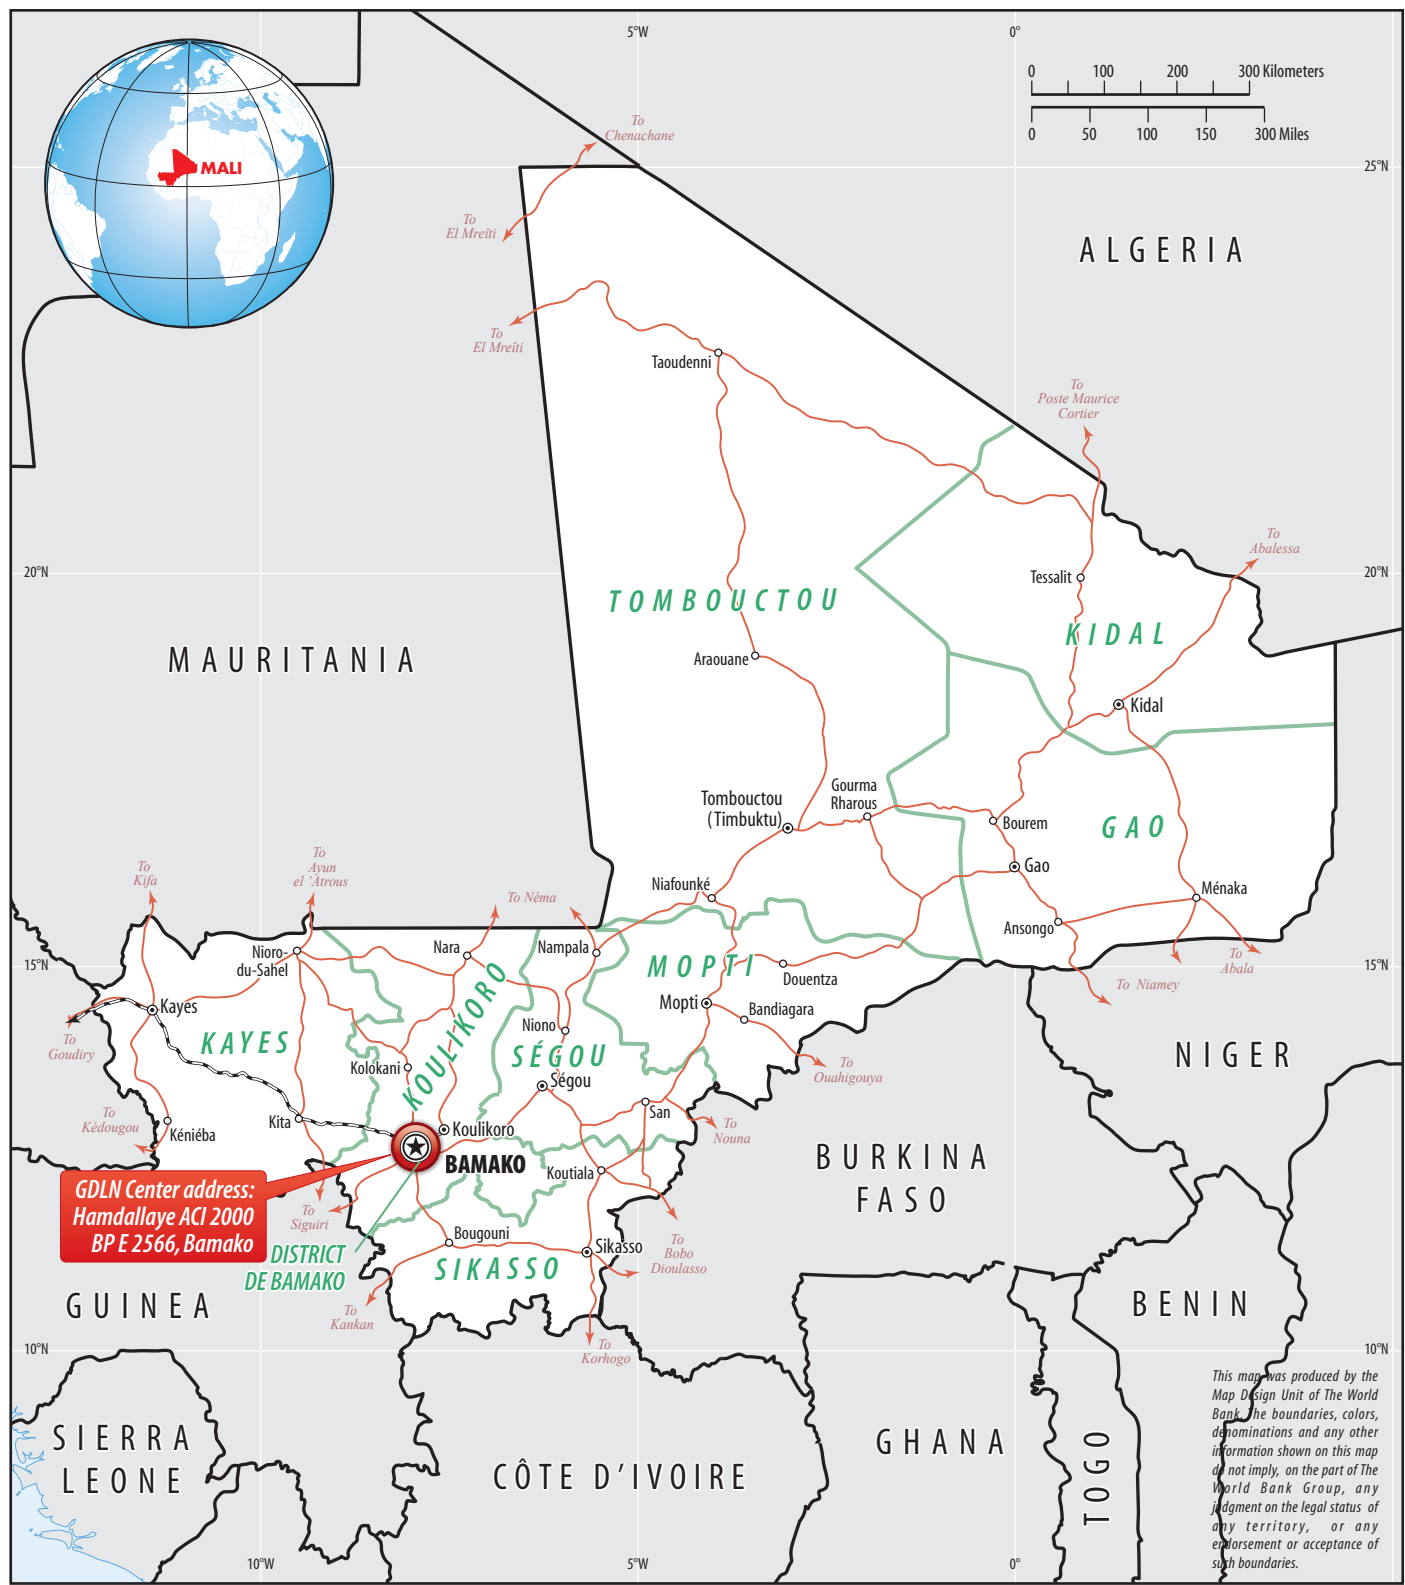 5°W
0°
0 100 200 300 Kilometers
0 50 100 150 300 Miles
MALI
To
Chenachane
25°N
To
El Mreïti
ALGERIA
To
El Mreïti
Taoudenni
To
Poste Maurice
Cortier
To
Abalessa
20°N
20°N
Tessalit
TOMBOUCTOU
KIDAL
MAURITANIA
Araouane
Kidal
Gourma
Rharous
Tombouctou
(Timbuktu)
Bourem
GAO
Gao
To
Kifa
To
Ayun
el 'Atrous
To Néma
Niafounké
Ménaka
Ansongo
Nioro-
du-Sahel
Nara
Nampala
MOPTI
To
Abala
15°N
15°N
Douentza
To Niamey
Kayes
Mopti
Bandiagara
KOULIKORO
Niono
To
Goudiry
KAYES
SÉGOU
NIGER
Kolokani
Ségou
To
Ouahigouya
To
Kédougou
Kita
San
To
Nouna
Kéniéba
Koulikoro
BAMAKO
Koutiala
BURKINA
FASO
GDLN Center address:
Hamdallaye ACI 2000
BP E 2566, Bamako
To
Siguiri
Bougouni
Sikasso
To
Bobo
Dioulasso
DISTRICT
DE BAMAKO
SIKASSO
GUINEA
To
Kankan
BENIN
To
Korhogo
10°N
10°N
SIERRA
LEONE
CÔTE D'IVOIRE
GHANA
TOGO
This map was produced by the
Map Design Unit of The World
Bank. The boundaries, colors,
denominations and any other
information shown on this map
do not imply, on the part of The
World Bank Group, any
judgment on the legal status of
any territory, or any
endorsement or acceptance of
such boundaries.
10°W
5°W
0°